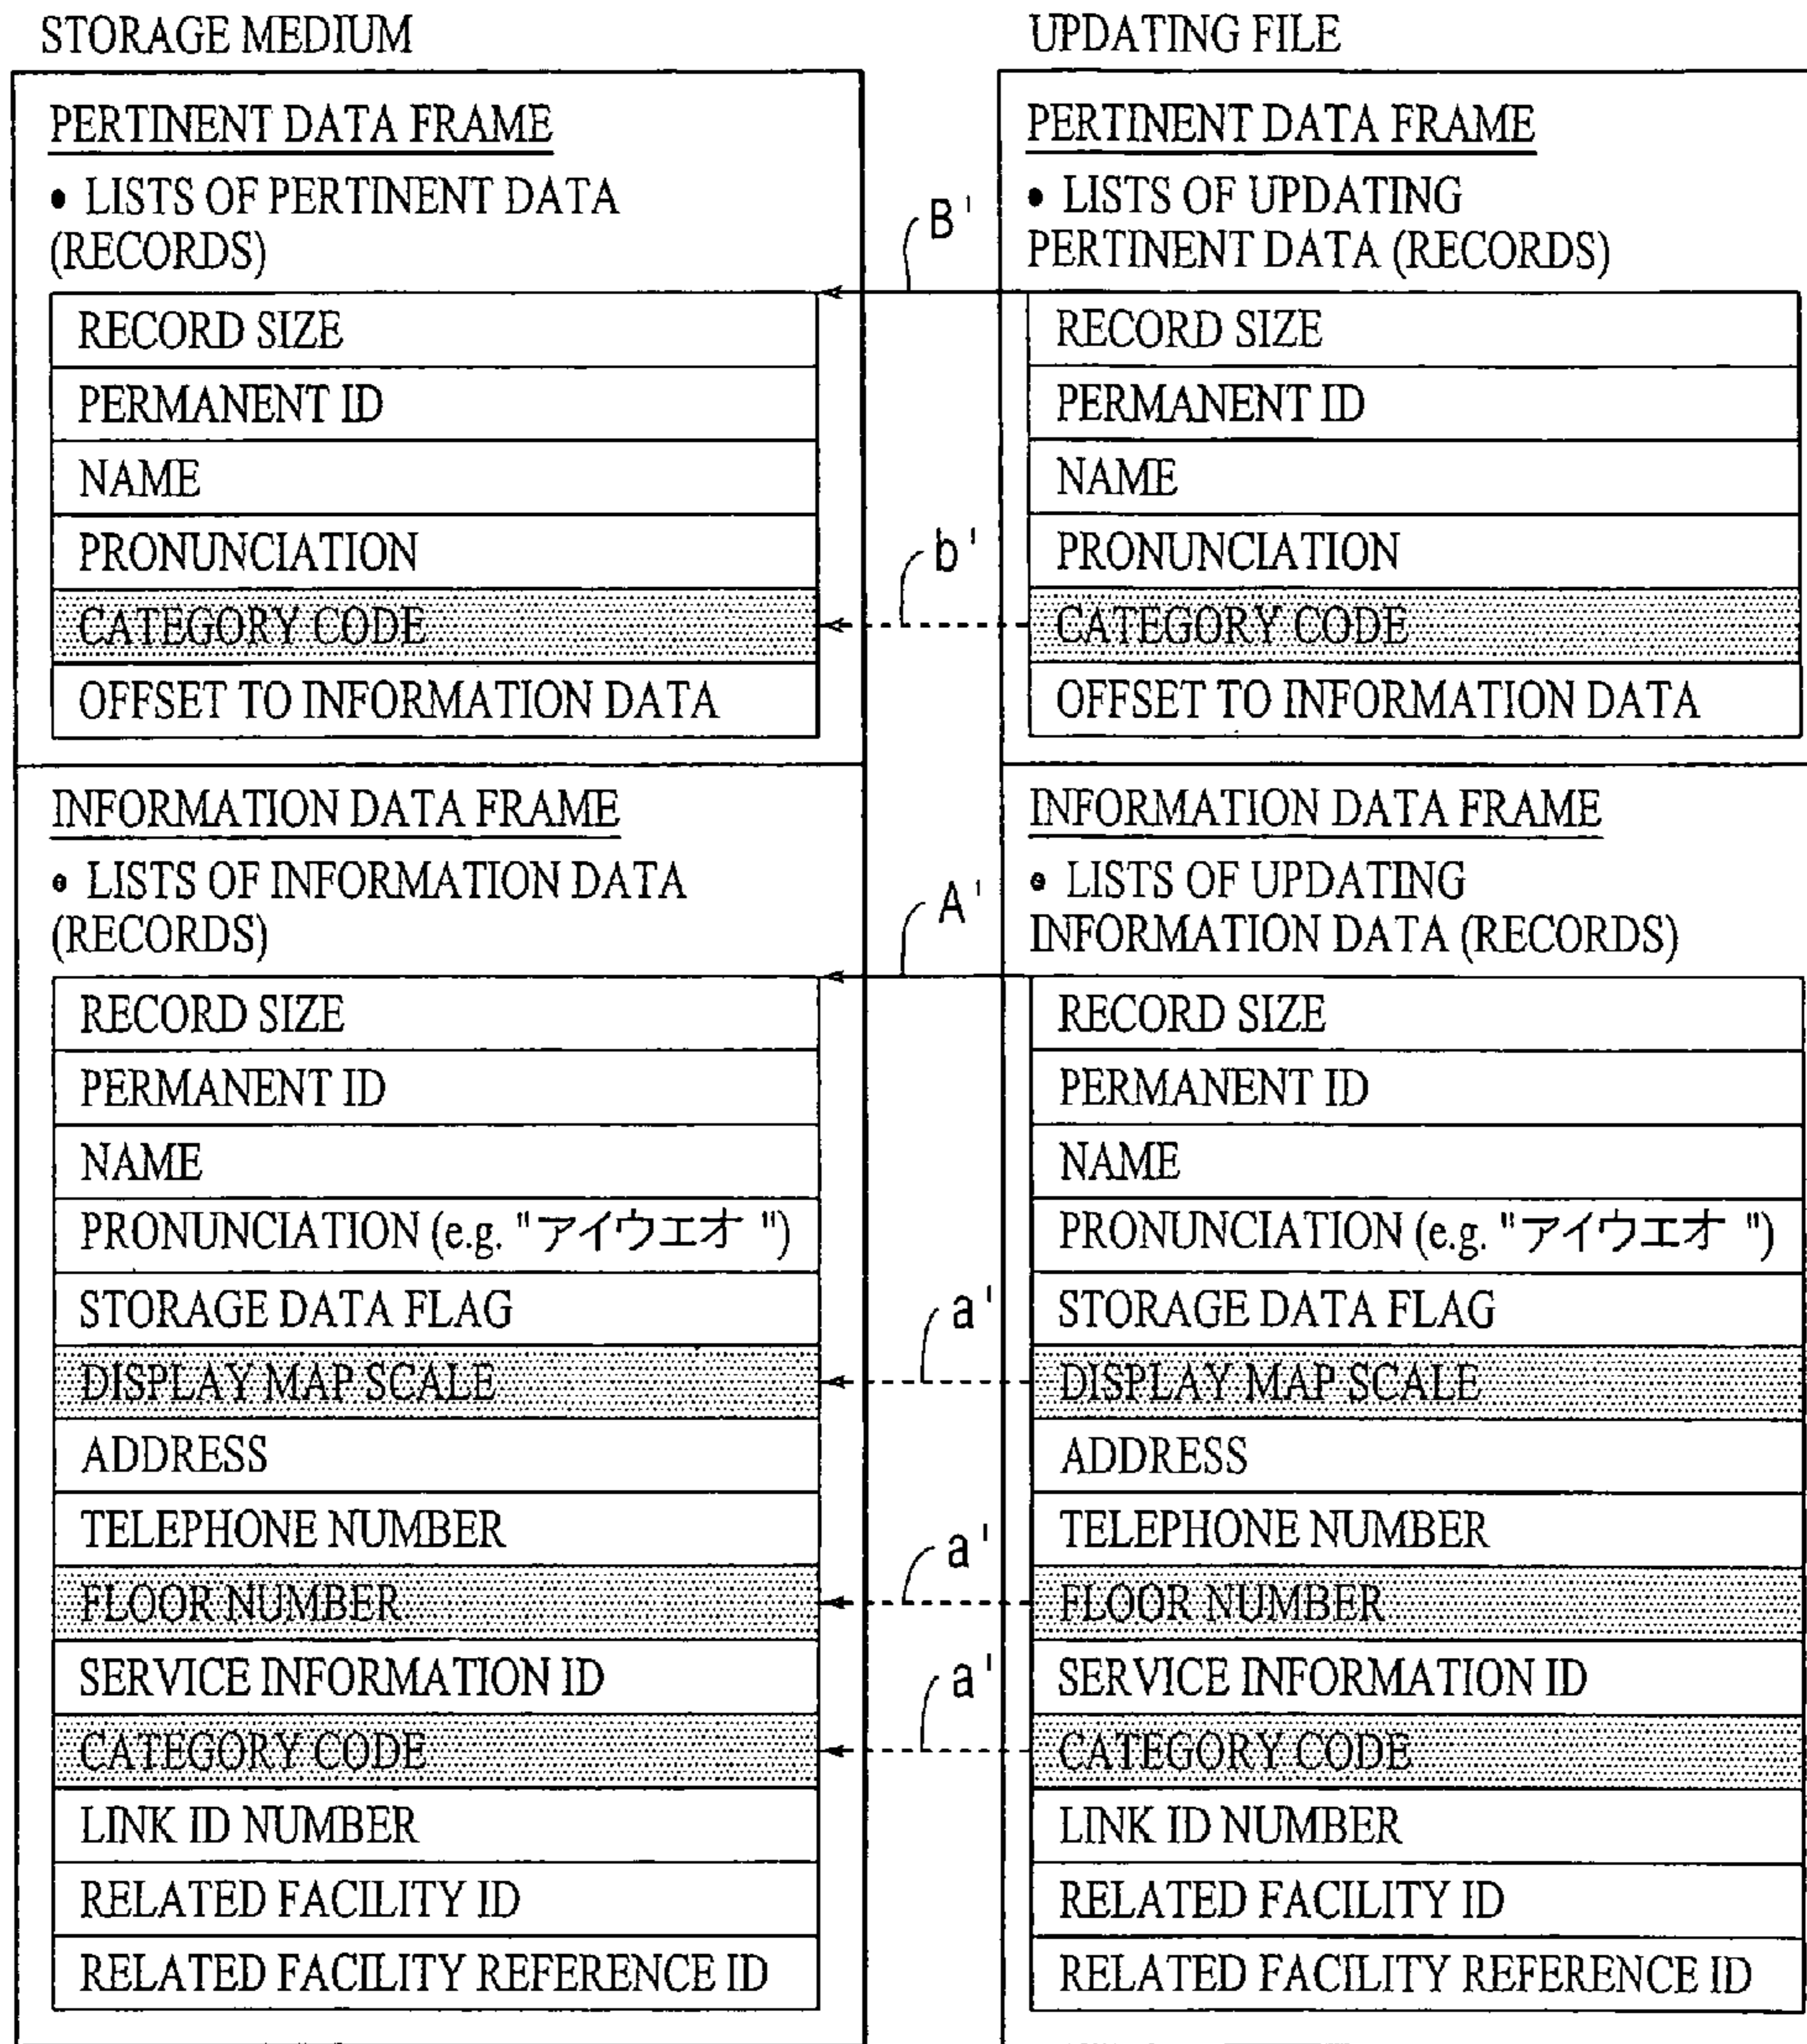 STORAGE MEDIUM
PERTINENT DATA FRAME
• LISTS OF PERTINENT DATA
(RECORDS)
RECORD SIZE
PERMANENT ID
NAME
PRONUNCIATION
CATEGORY CODE
OFFSET TO INFORMATION DATA
INFORMATION DATA FRAME
• LISTS OF INFORMATION DATA
(RECORDS)
RECORD SIZE
PERMANENT ID
NAME
PRONUNCIATION (e.g. "アイウエオ ")
STORAGE DATA FLAG
DISPLAY MAP SCALE
ADDRESS
TELEPHONE NUMBER
FLOOR NUMBER
SERVICE INFORMATION ID
CATEGORY CODE
LINK ID NUMBER
RELATED FACILITY ID
RELATED FACILITY REFERENCE ID
B'
b'
A'
a'
a'
a'
UPDATING FILE
PERTINENT DATA FRAME
• LISTS OF UPDATING
PERTINENT DATA (RECORDS)
RECORD SIZE
PERMANENT ID
NAME
PRONUNCIATION
CATEGORY CODE
OFFSET TO INFORMATION DATA
INFORMATION DATA FRAME
• LISTS OF UPDATING
INFORMATION DATA (RECORDS)
RECORD SIZE
PERMANENT ID
NAME
PRONUNCIATION (e.g. "アイウエオ ")
STORAGE DATA FLAG
DISPLAY MAP SCALE
ADDRESS
TELEPHONE NUMBER
FLOOR NUMBER
SERVICE INFORMATION ID
CATEGORY CODE
LINK ID NUMBER
RELATED FACILITY ID
RELATED FACILITY REFERENCE ID